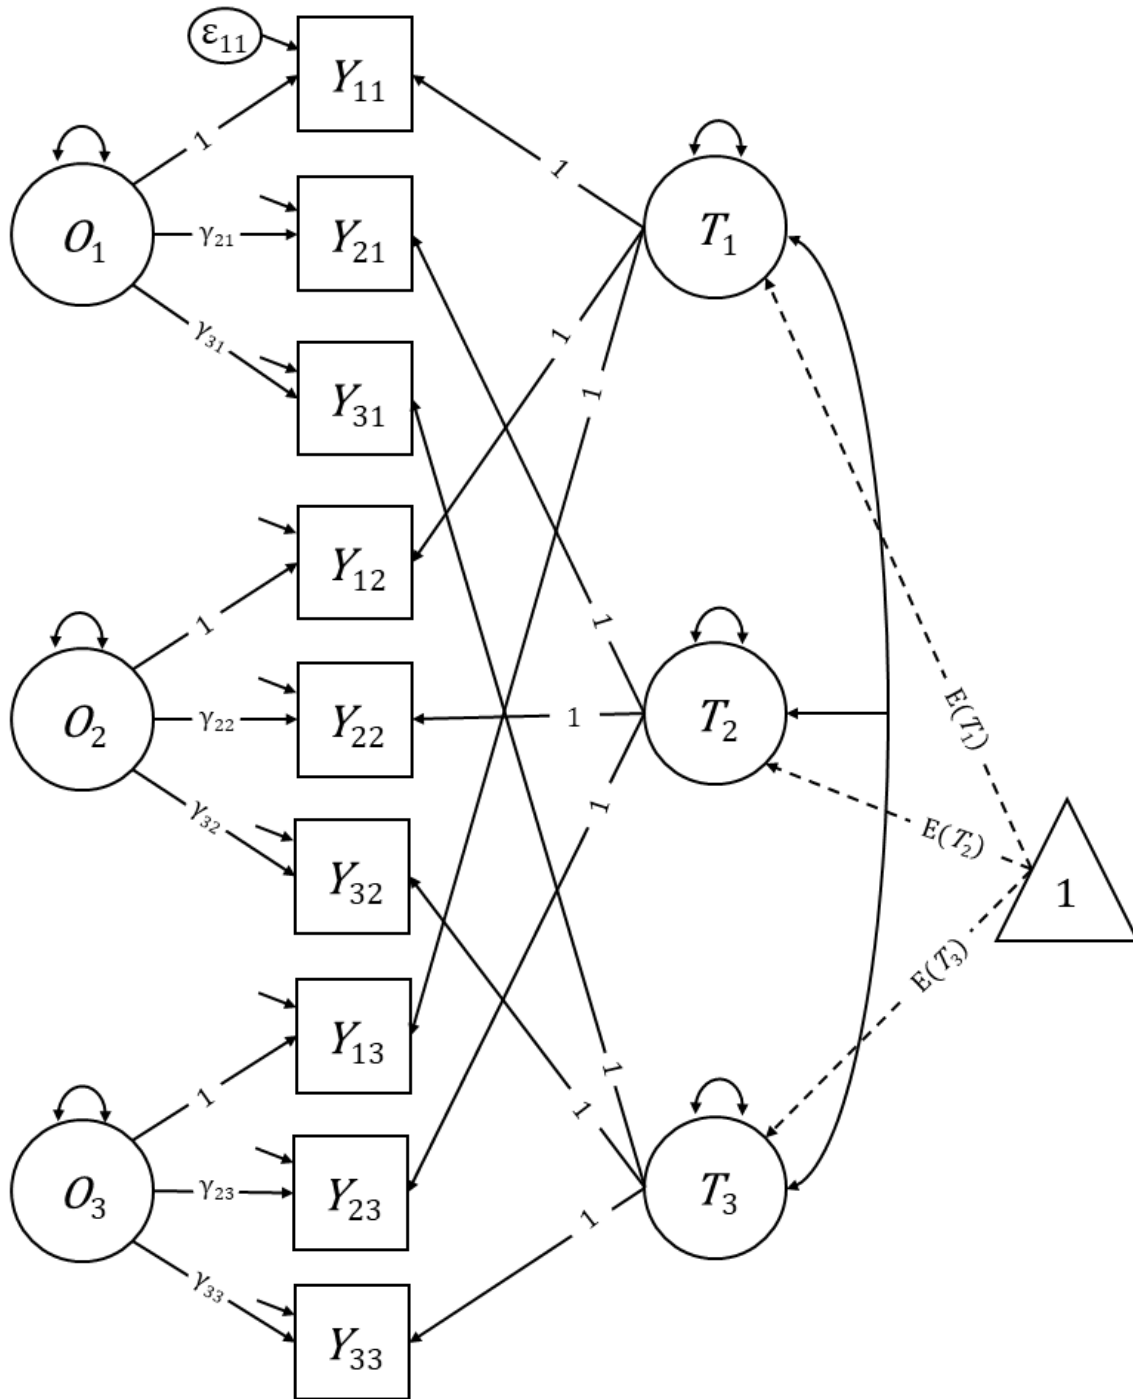 ε₁₁
Y₁₁
1
1
O₁
γ₂₁
Y₂₁
T₁
γ₃₁
Y₃₁
1
1
Y₁₂
1
1
O₂
γ₂₂
Y₂₂
1
T₂
E(T₁)
γ₃₂
Y₃₂
1
E(T₂)
1
E(T₃)
Y₁₃
1
1
1
O₃
γ₂₃
Y₂₃
T₃
1
γ₃₃
Y₃₃